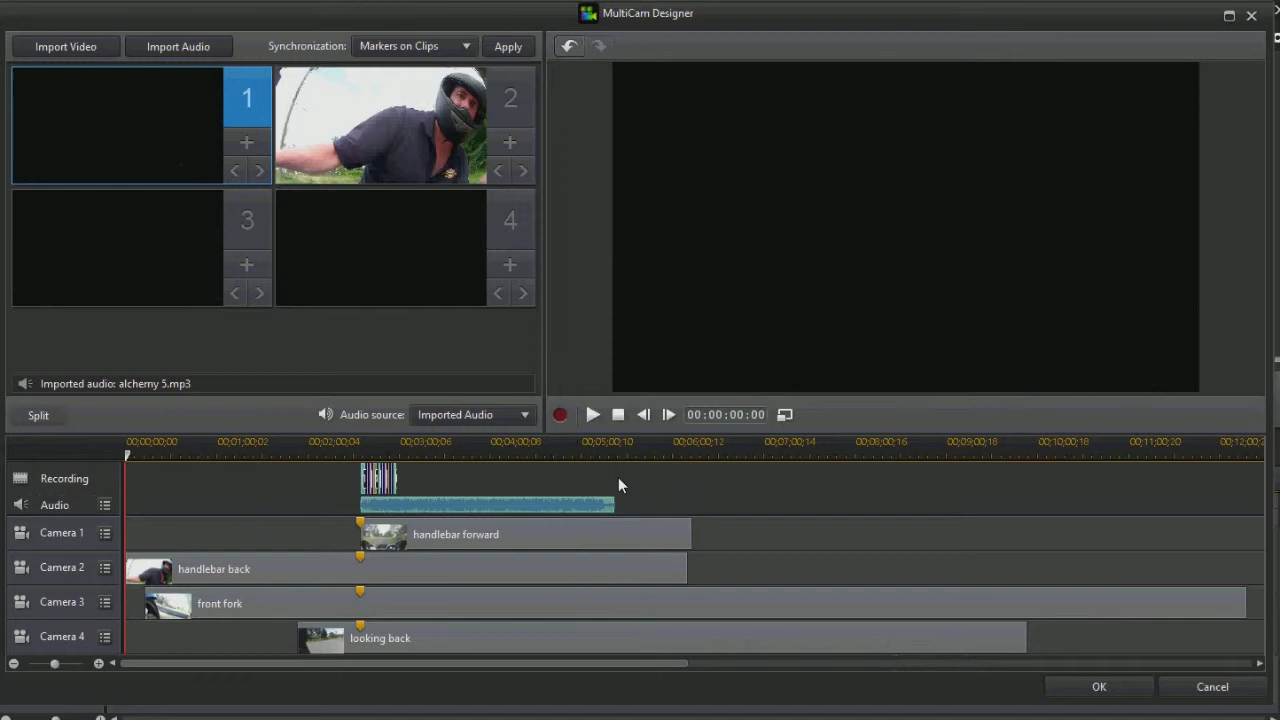 MultiCam Designer
Import Video Import Audio Synchronization: Markers on Clips Apply
1 2
3 4
Imported audio: alchemy 5.mp3
Split Audio source: Imported Audio 00:00:00:00
00;00;00;00 00;01;00;02 00;02;00;04 00;03;00;06 00;04;00;08 00;05;00;10 00;06;00;12 00;07;00;14 00;08;00;16 00;09;00;18 00;10;00;18 00;11;00;20
Recording
Audio
Camera 1 handlebar forward
Camera 2 handlebar back
Camera 3 front fork
Camera 4 looking back
OK Cancel